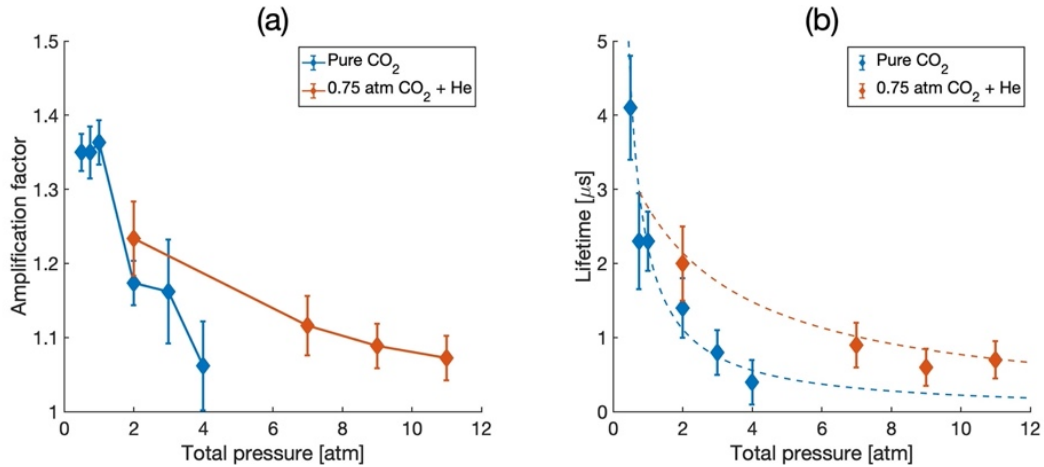 (a)
1.5
1.4
1.3
1.2
1.1
1
Amplification factor
0 2 4 6 8 10 12
Total pressure [atm]
Pure CO2
0.75 atm CO2 + He
(b)
5
4
3
2
1
0
Lifetime [μs]
0 2 4 6 8 10 12
Total pressure [atm]
Pure CO2
0.75 atm CO2 + He